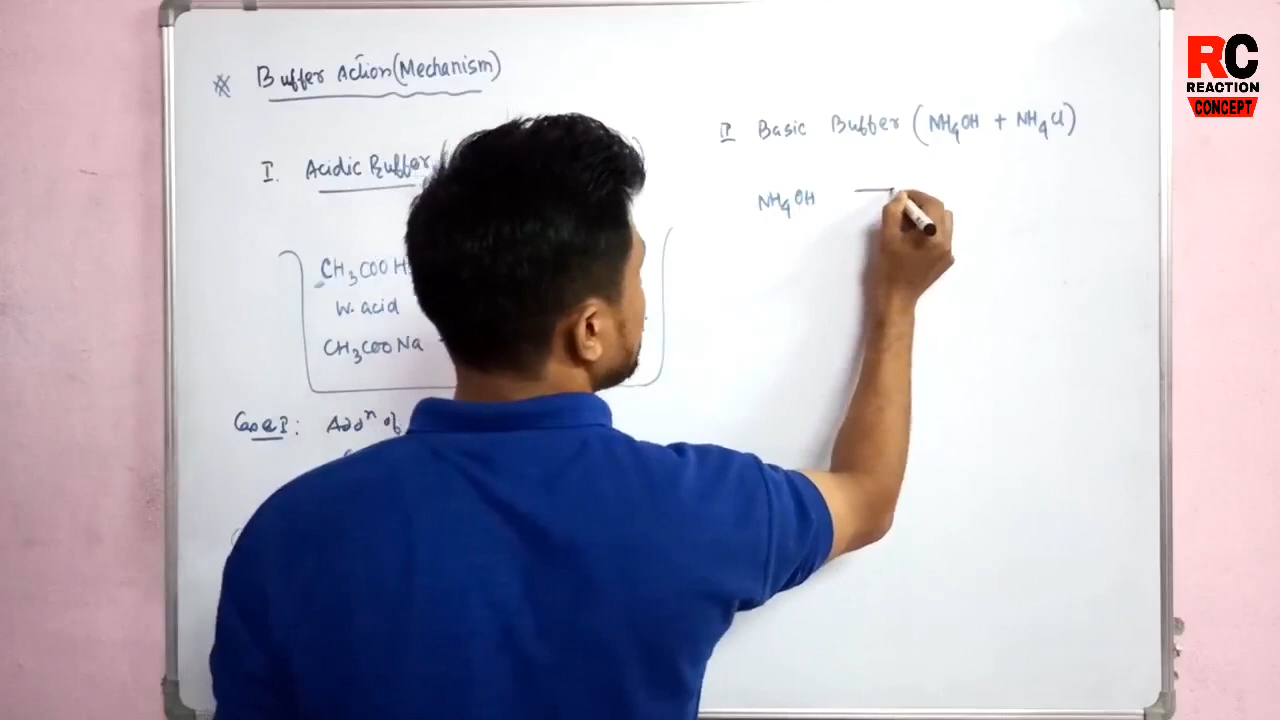 * Buffer Action(Mechanism)
I. Acidic Buffer
CH3COOH
W. acid
CH3COONa
Case I: Addⁿ of
II Basic Buffer (NH4OH + NH4Cl)
NH4OH
RC
REACTION
CONCEPT